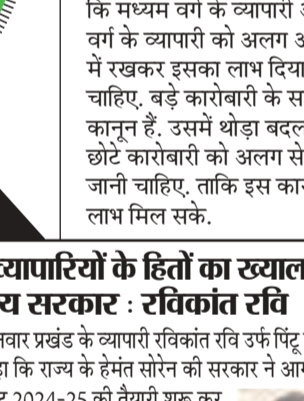 कि मध्यम वर्ग के व्यापारी
वर्ग के व्यापारी को अलग
में रखकर इसका लाभ दिया
चाहिए. बड़े कारोबारी के स
कानून हैं. उसमें थोड़ा बदल
छोटे कारोबारी को अलग से
जानी चाहिए. ताकि इस का
लाभ मिल सके.
व्यापारियों के हितों का ख्याल
य सरकार : रविकांत रवि
नवार प्रखंड के व्यापारी रविकांत रवि उर्फ पिंटू
कि राज्य के हेमंत सोरेन की सरकार ने आ
2024-25 की तैयारी शुरू कर